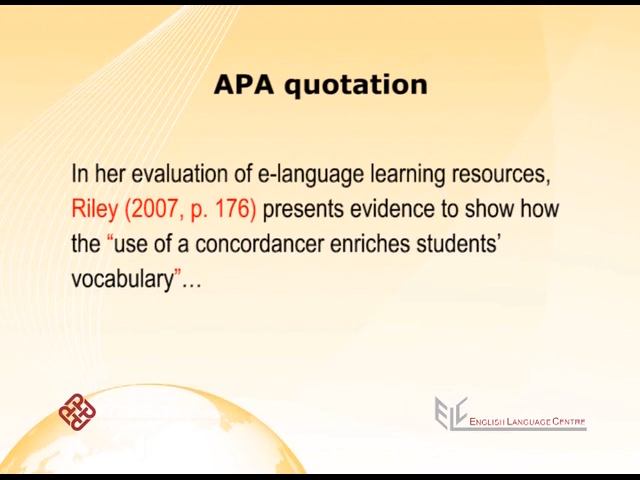 APA quotation
In her evaluation of e-language learning resources,
Riley (2007, p. 176) presents evidence to show how
the “use of a concordancer enriches students’
vocabulary”…
ELC ENGLISH LANGUAGE CENTRE